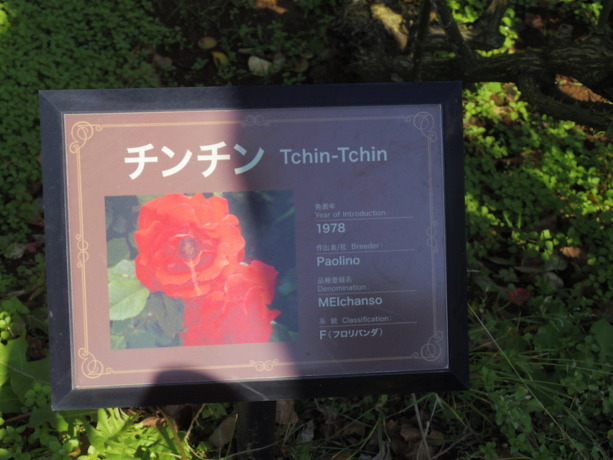 チンチン Tchin-Tchin
発表年
Year of Introduction
1978
作出者/社 Breeder
Paolino
品種登録名
Denomination
MEIchanso
系統 Classification
F(フロリバンダ)